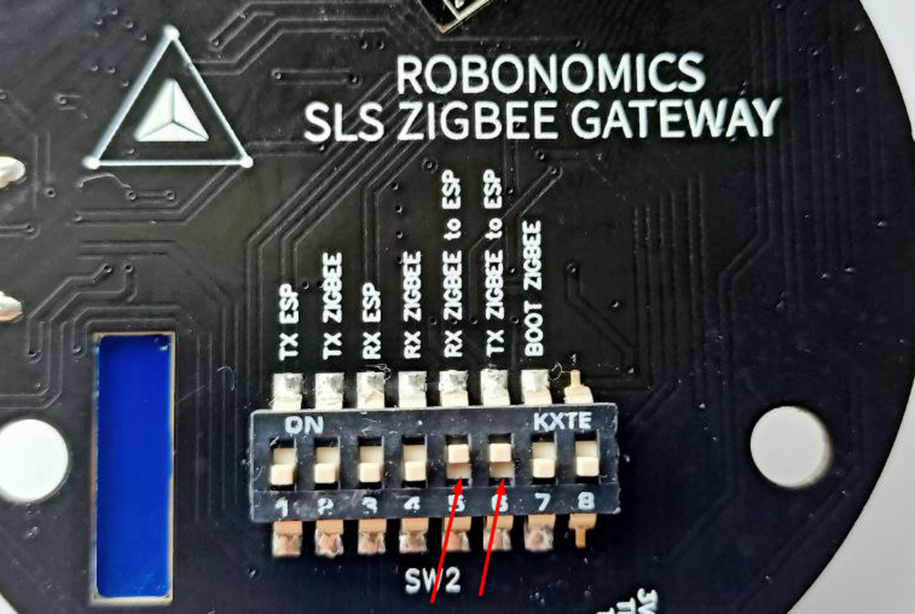 ROBONOMICS
SLS ZIGBEE GATEWAY
TX ESP
TX ZIGBEE
RX ESP
RX ZIGBEE
RX ZIGBEE to ESP
TX ZIGBEE to ESP
BOOT ZIGBEE
1
ON KXTE
1 2 3 4 5 6 7 8
SW2